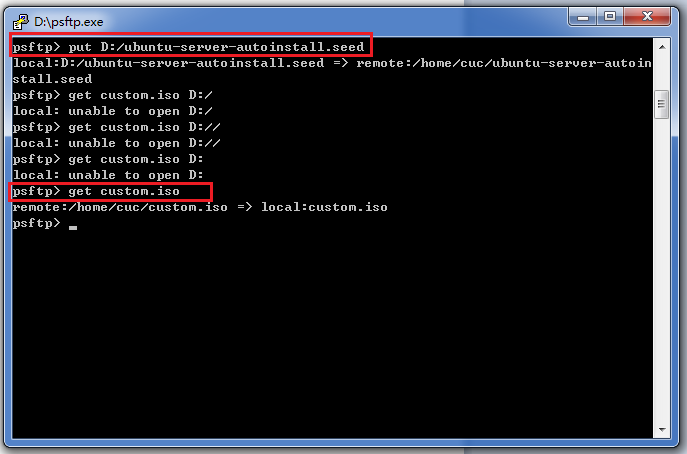 D:\psftp.exe
psftp> put D:/ubuntu-server-autoinstall.seed
local:D:/ubuntu-server-autoinstall.seed => remote:/home/cuc/ubuntu-server-autoin
stall.seed
psftp> get custom.iso D:/
local: unable to open D:/
psftp> get custom.iso D://
local: unable to open D://
psftp> get custom.iso D:
local: unable to open D:
psftp> get custom.iso
remote:/home/cuc/custom.iso => local:custom.iso
psftp>